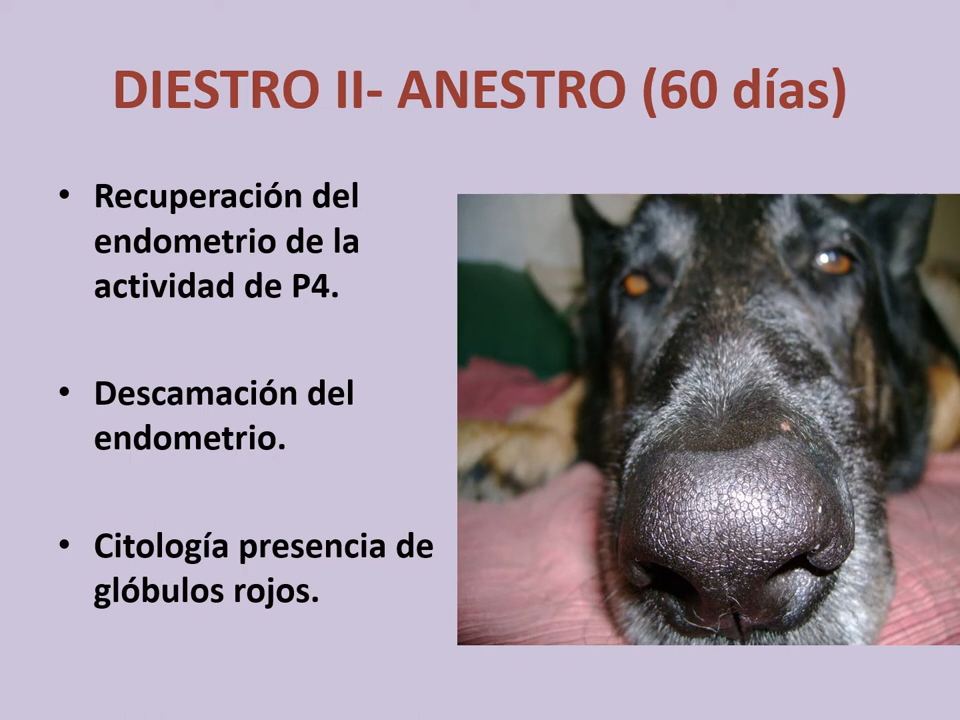 DIESTRO II- ANESTRO (60 días)
• Recuperación del
endometrio de la
actividad de P4.
• Descamación del
endometrio.
• Citología presencia de
glóbulos rojos.